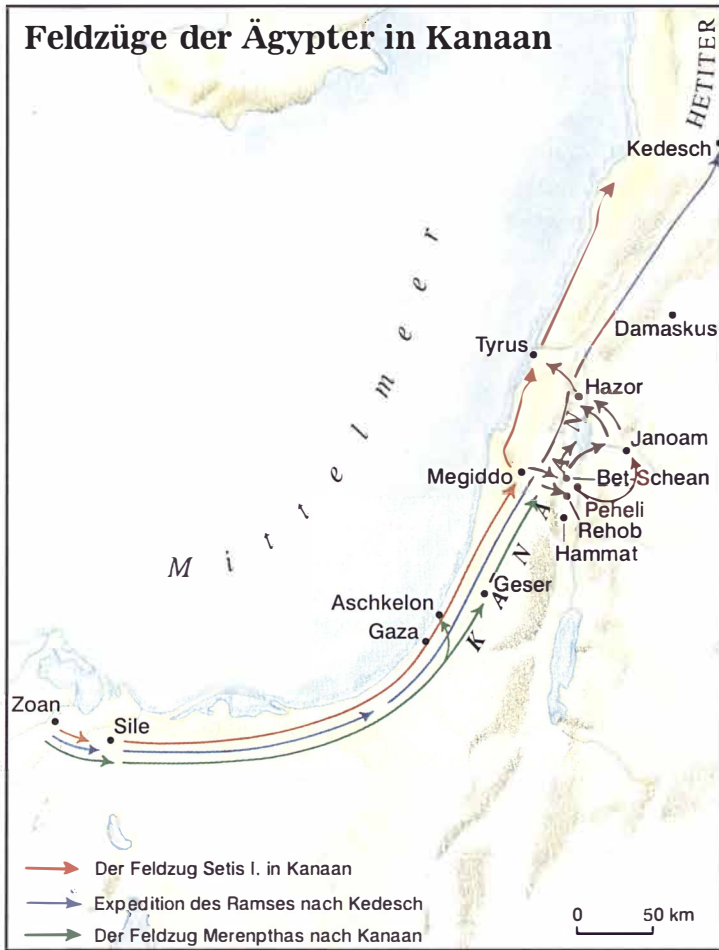 Feldzüge der Ägypter in Kanaan
HETITER
Kedesch
Mittelmeer
Damaskus
Tyrus
Hazor
Janoam
Megiddo
Bet-Schean
Peheli
Rehob
Hammat
KANAAN
Geser
Aschkelon
Gaza
Zoan
Sile
Der Feldzug Setis I. in Kanaan
Expedition des Ramses nach Kedesch
Der Feldzug Merenpthas nach Kanaan
0 50 km